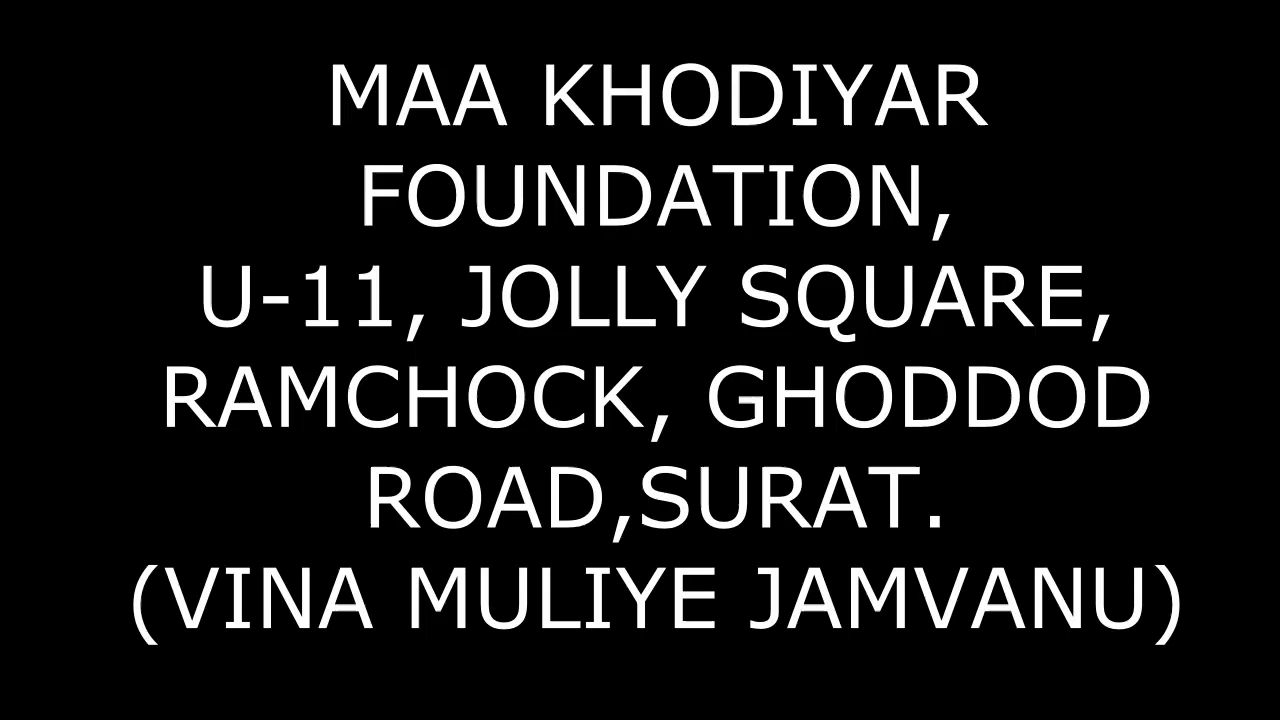 MAA KHODIYAR
FOUNDATION,
U-11, JOLLY SQUARE,
RAMCHOCK, GHODDOD
ROAD,SURAT.
(VINA MULIYE JAMVANU)